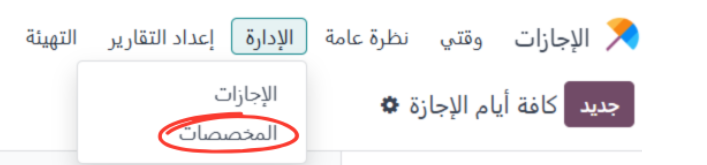 الإجازات وقتي نظرة عامة الإدارة إعداد التقارير التهيئة
جديد كافة أيام الإجازة
الإجازات
المخصصات